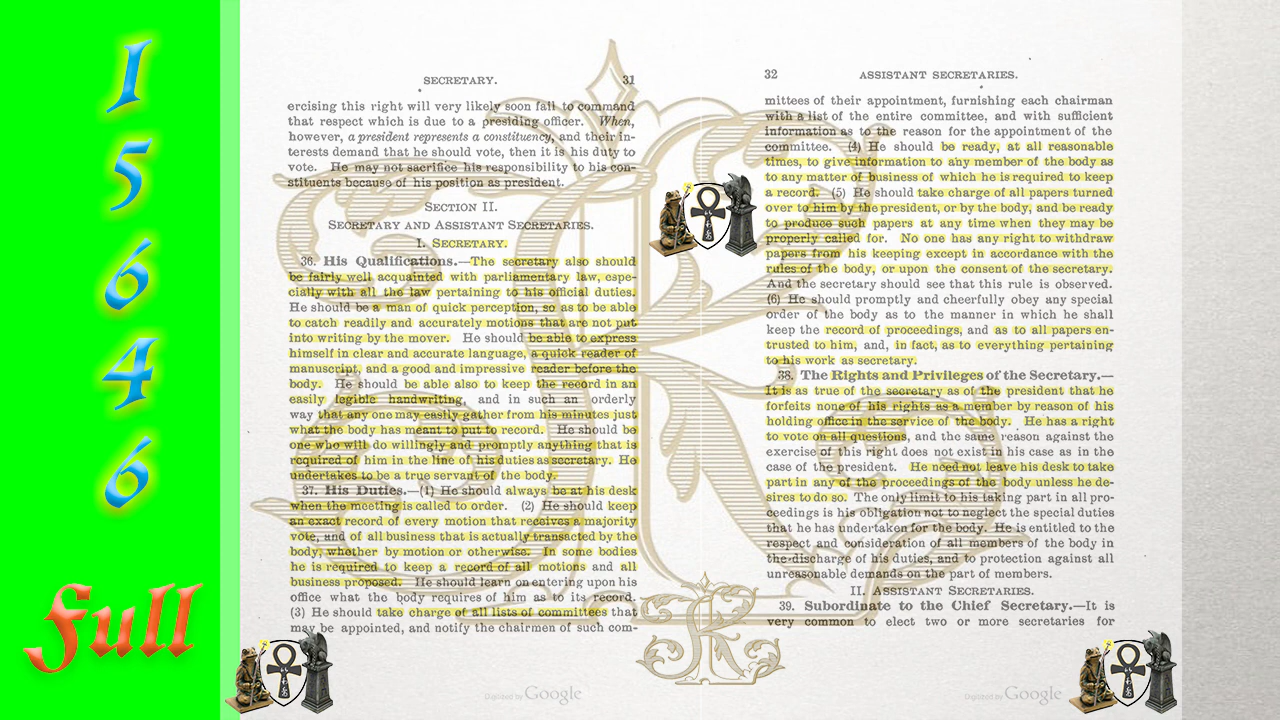 1
5
6
4
6
Full
SECRETARY. 31
ercising this right will very likely soon fall to command
that respect which is due to a presiding officer. When,
however, a president represents a constituency, and their in-
terests demand that he should vote, then it is his duty to
vote. He may not sacrifice his responsibility to his con-
stituents because of his position as president.
SECTION II.
SECRETARY AND ASSISTANT SECRETARIES.
I. SECRETARY.
36. His Qualifications.—The secretary also should
be fairly well acquainted with parliamentary law, espe-
cially with all the law pertaining to his official duties.
He should be a man of quick perception, so as to be able
to catch readily and accurately motions that are not put
into writing by the mover. He should be able to express
himself in clear and accurate language, a quick reader of
manuscript, and a good and impressive reader before the
body. He should be able also to keep the record in an
easily legible handwriting, and in such an orderly
way that any one may easily gather from his minutes just
what the body has meant to put to record. He should be
one who will do willingly and promptly anything that is
required of him in the line of his duties as secretary. He
undertakes to be a true servant of the body.
37. His Duties.—(1) He should always be at his desk
when the meeting is called to order. (2) He should keep
an exact record of every motion that receives a majority
vote, and of all business that is actually transacted by the
body, whether by motion or otherwise. In some bodies
he is required to keep a record of all motions and all
business proposed. He should learn on entering upon his
office what the body requires of him as to its record.
(3) He should take charge of all lists of committees that
may be appointed, and notify the chairmen of such com-
Digitized by Google
32 ASSISTANT SECRETARIES.
mittees of their appointment, furnishing each chairman
with a list of the entire committee, and with sufficient
information as to the reason for the appointment of the
committee. (4) He should be ready, at all reasonable
times, to give information to any member of the body as
to any matter of business of which he is required to keep
a record. (5) He should take charge of all papers turned
over to him by the president, or by the body, and be ready
to produce such papers at any time when they may be
properly called for. No one has any right to withdraw
papers from his keeping except in accordance with the
rules of the body, or upon the consent of the secretary.
And the secretary should see that this rule is observed.
(6) He should promptly and cheerfully obey any special
order of the body as to the manner in which he shall
keep the record of proceedings, and as to all papers en-
trusted to him, and, in fact, as to everything pertaining
to his work as secretary.
38. The Rights and Privileges of the Secretary.—
It is as true of the secretary as of the president that he
forfeits none of his rights as a member by reason of his
holding office in the service of the body. He has a right
to vote on all questions, and the same reason against the
exercise of this right does not exist in his case as in the
case of the president. He need not leave his desk to take
part in any of the proceedings of the body unless he de-
sires to do so. The only limit to his taking part in all pro-
ceedings is his obligation not to neglect the special duties
that he has undertaken for the body. He is entitled to the
respect and consideration of all members of the body in
the discharge of his duties, and to protection against all
unreasonable demands on the part of members.
II. ASSISTANT SECRETARIES.
39. Subordinate to the Chief Secretary.—It is
very common to elect two or more secretaries for
Digitized by Google